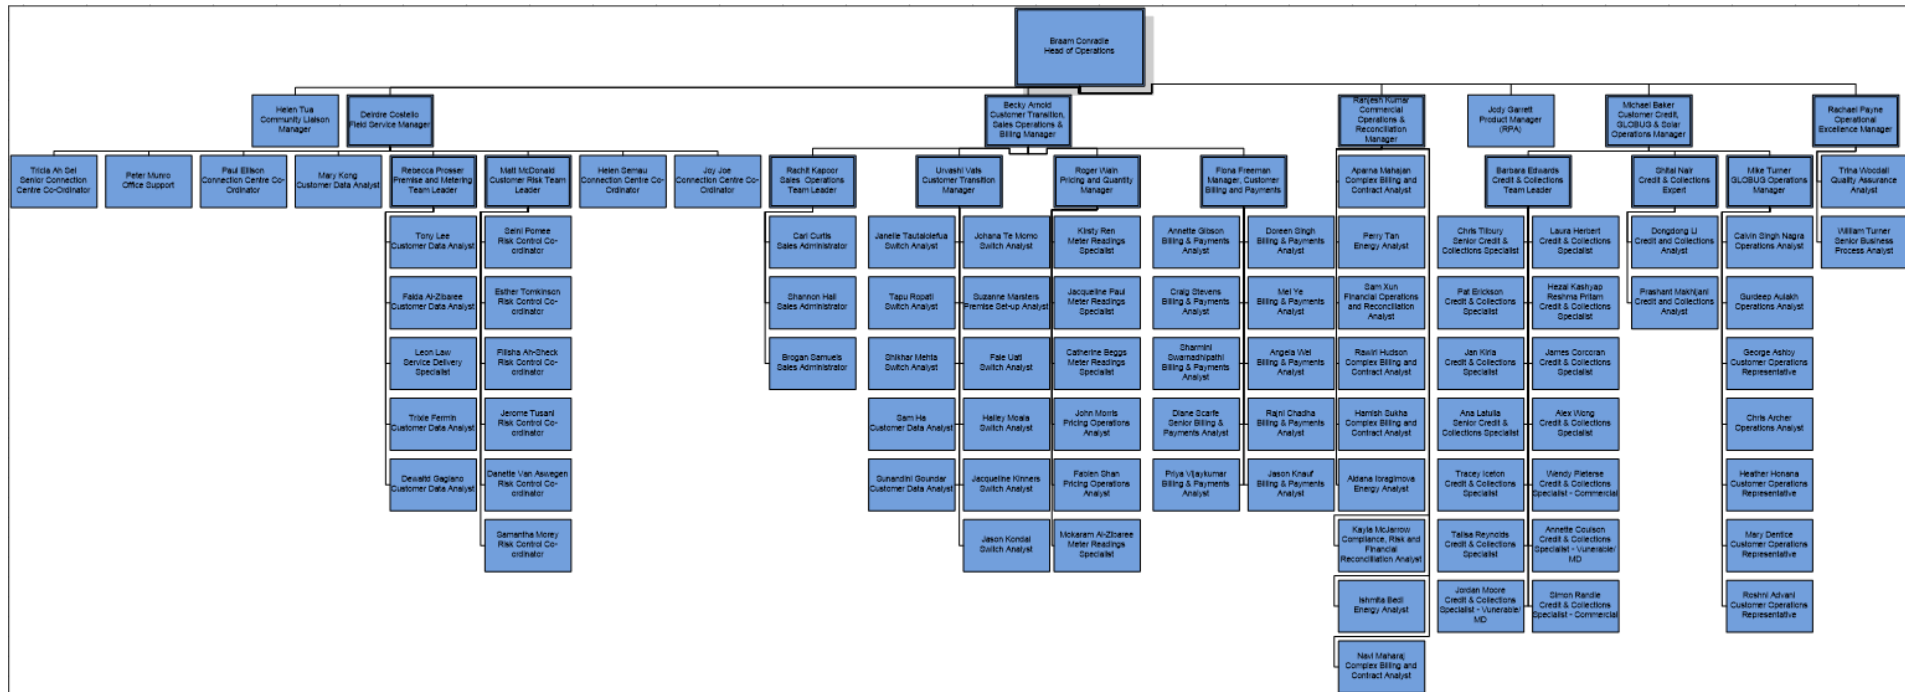 Braam Conradie
Head of Operations
Helen Tua
Community Liaison
Manager
Deirdre Costello
Field Service Manager
Becky Arnold
Customer Transition,
Sales Operations &
Billing Manager
Ranjesh Kumar
Commercial
Operations &
Reconciliation
Manager
Jody Garrett
Product Manager
(RPA)
Michael Baker
Customer Credit,
GLOBUG & Solar
Operations Manager
Rachael Payne
Operational
Excellence Manager
Tricia Ah Sei
Senior Connection
Centre Co-Ordinator
Peter Munro
Office Support
Paul Ellison
Connection Centre Co-
Ordinator
Mary Kong
Customer Data Analyst
Rebecca Prosser
Premise and Metering
Team Leader
Matt McDonald
Customer Risk Team
Leader
Helen Sernau
Connection Centre Co-
Ordinator
Joy Joe
Connection Centre Co-
Ordinator
Rachit Kapoor
Sales Operations
Team Leader
Urvashi Vats
Customer Transition
Manager
Roger Wain
Pricing and Quantity
Manager
Fiona Freeman
Manager, Customer
Billing and Payments
Aparna Mahajan
Complex Billing and
Contract Analyst
Barbara Edwards
Credit & Collections
Team Leader
Shital Nair
Credit & Collections
Expert
Mike Turner
GLOBUG Operations
Manager
Trina Woodall
Quality Assurance
Analyst
Tony Lee
Customer Data Analyst
Seini Pomee
Risk Control Co-
ordinator
Carl Curtis
Sales Administrator
Janelle Tautaiolefua
Switch Analyst
Johana Te Momo
Switch Analyst
Kirsty Ren
Meter Readings
Specialist
Annette Gibson
Billing & Payments
Analyst
Doreen Singh
Billing & Payments
Analyst
Perry Tan
Energy Analyst
Chris Tilbury
Senior Credit &
Collections Specialist
Laura Herbert
Credit & Collections
Specialist
Dongdong Li
Credit and Collections
Analyst
Calvin Singh Nagra
Operations Analyst
William Turner
Senior Business
Process Analyst
Faida Al-Zibaree
Customer Data Analyst
Esther Tomkinson
Risk Control Co-
ordinator
Shannon Hall
Sales Administrator
Tapu Ropati
Switch Analyst
Suzanne Marsters
Premise Set-up Analyst
Jacqueline Paul
Meter Readings
Specialist
Craig Stevens
Billing & Payments
Analyst
Mei Ye
Billing & Payments
Analyst
Sam Xun
Financial Operations
and Reconciliation
Analyst
Pat Erickson
Credit & Collections
Specialist
Hezal Kashyap
Reshma Pritam
Credit & Collections
Specialist
Prashant Makhijani
Credit and Collections
Analyst
Gurdeep Aulakh
Operations Analyst
Leon Law
Service Delivery
Specialist
Filisha Ah-Sheck
Risk Control Co-
ordinator
Brogan Samuels
Sales Administrator
Shikhar Mehta
Switch Analyst
Faie Uati
Switch Analyst
Catherine Beggs
Meter Readings
Specialist
Sharmini
Swarnadhipathi
Billing & Payments
Analyst
Angela Wei
Billing & Payments
Analyst
Rawiri Hudson
Complex Billing and
Contract Analyst
Jan Kiria
Credit & Collections
Specialist
James Corcoran
Credit & Collections
Specialist
George Ashby
Customer Operations
Representative
Trixie Fermin
Customer Data Analyst
Jerome Tusani
Risk Control Co-
ordinator
Sam Ha
Customer Data Analyst
Hailey Moala
Switch Analyst
John Morris
Pricing Operations
Analyst
Diane Scarfe
Senior Billing &
Payments Analyst
Rajni Chadha
Billing & Payments
Analyst
Hamish Sukha
Complex Billing and
Contract Analyst
Ana Latulia
Senior Credit &
Collections Specialist
Alex Wong
Credit & Collections
Specialist
Chris Archer
Operations Analyst
Dewald Gagiano
Customer Data Analyst
Danette Van Aswegen
Risk Control Co-
ordinator
Sunandini Goundar
Customer Data Analyst
Jacqueline Kinners
Switch Analyst
Fabien Shan
Pricing Operations
Analyst
Priya Vijaykumar
Billing & Payments
Analyst
Jason Knauf
Billing & Payments
Analyst
Aidana Ibragimova
Energy Analyst
Tracey Iceton
Credit & Collections
Specialist
Wendy Pieterse
Credit & Collections
Specialist - Commercial
Heather Honana
Customer Operations
Representative
Samantha Morey
Risk Control Co-
ordinator
Jason Kondal
Switch Analyst
Mokaram Al-Zibaree
Meter Readings
Specialist
Kayla McJarrow
Compliance, Risk and
Financial
Reconciliation Analyst
Talisa Reynolds
Credit & Collections
Specialist
Annette Coulson
Credit & Collections
Specialist - Vunerable/
MD
Mary Dentice
Customer Operations
Representative
Ishmita Bedi
Energy Analyst
Jordan Moore
Credit & Collections
Specialist - Vunerable/
MD
Simon Randle
Credit & Collections
Specialist - Commercial
Roshni Advani
Customer Operations
Representative
Navi Maharaj
Complex Billing and
Contract Analyst